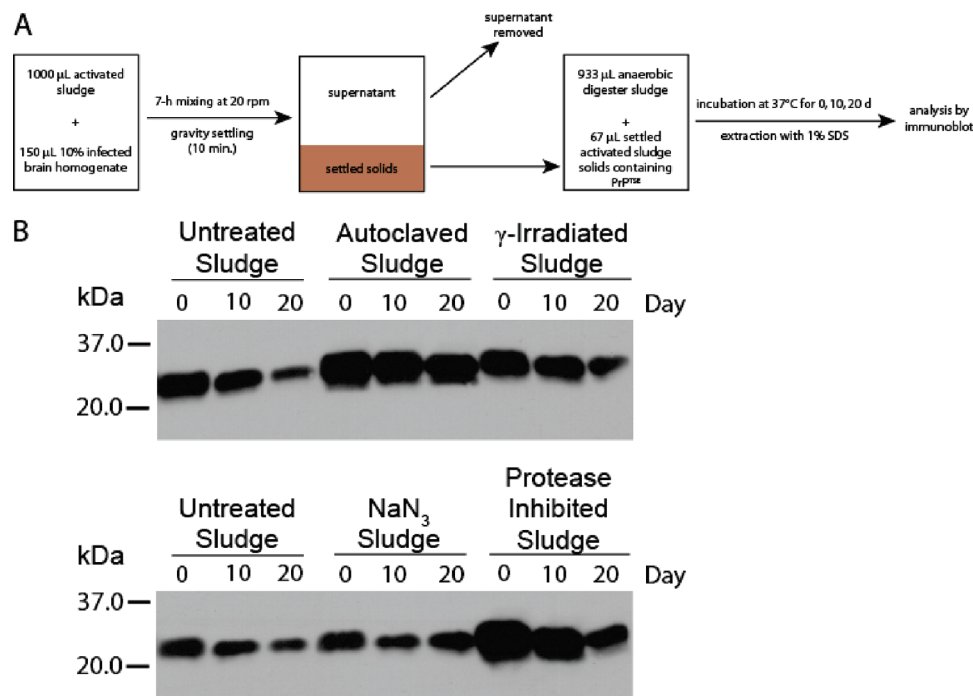 A
1000 μL activated
sludge
+
150 μL 10% infected
brain homogenate
7-h mixing at 20 rpm
gravity settling
(10 min.)
supernatant
settled solids
supernatant
removed
933 μL anaerobic
digester sludge
+
67 μL settled
activated sludge
solids containing
PrPᵀˢᴱ
incubation at 37°C for 0, 10, 20 d
extraction with 1% SDS
analysis by
immunoblot
B
Untreated
Sludge
Autoclaved
Sludge
γ-Irradiated
Sludge
kDa
0 10 20 0 10 20 0 10 20 Day
37.0
20.0
Untreated
Sludge
NaN₃
Sludge
Protease
Inhibited
Sludge
kDa
0 10 20 0 10 20 0 10 20 Day
37.0
20.0